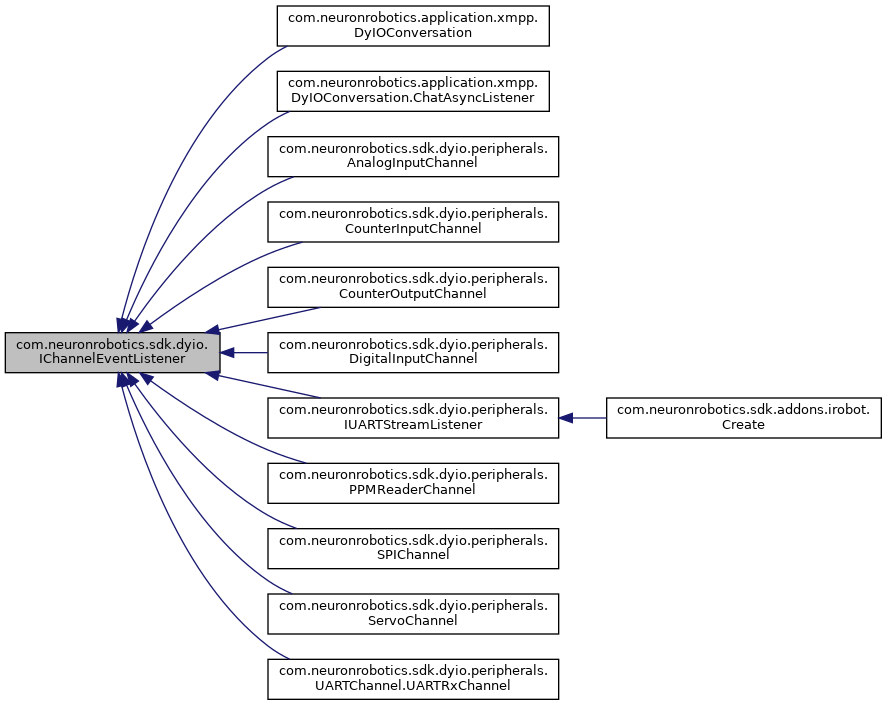 com.neuronrobotics.application.xmpp.
DyIOConversation
com.neuronrobotics.application.xmpp.
DyIOConversation.ChatAsyncListener
com.neuronrobotics.sdk.dyio.peripherals.
AnalogInputChannel
com.neuronrobotics.sdk.dyio.peripherals.
CounterInputChannel
com.neuronrobotics.sdk.dyio.peripherals.
CounterOutputChannel
com.neuronrobotics.sdk.dyio.
IChannelEventListener
com.neuronrobotics.sdk.dyio.peripherals.
DigitalInputChannel
com.neuronrobotics.sdk.dyio.peripherals.
IUARTStreamListener
com.neuronrobotics.sdk.addons.irobot.
Create
com.neuronrobotics.sdk.dyio.peripherals.
PPMReaderChannel
com.neuronrobotics.sdk.dyio.peripherals.
SPIChannel
com.neuronrobotics.sdk.dyio.peripherals.
ServoChannel
com.neuronrobotics.sdk.dyio.peripherals.
UARTChannel.UARTRxChannel